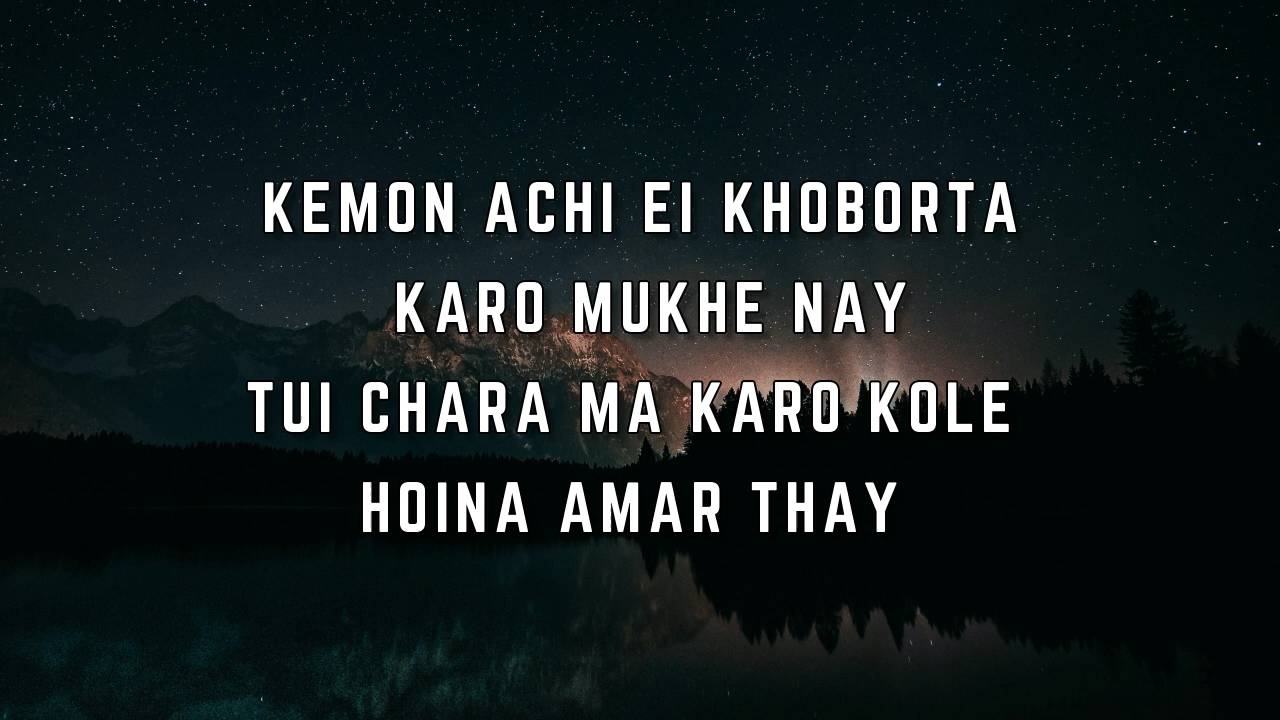 KEMON ACHI EI KHOBORTA
KARO MUKHE NAY
TUI CHARA MA KARO KOLE
HOINA AMAR THAY